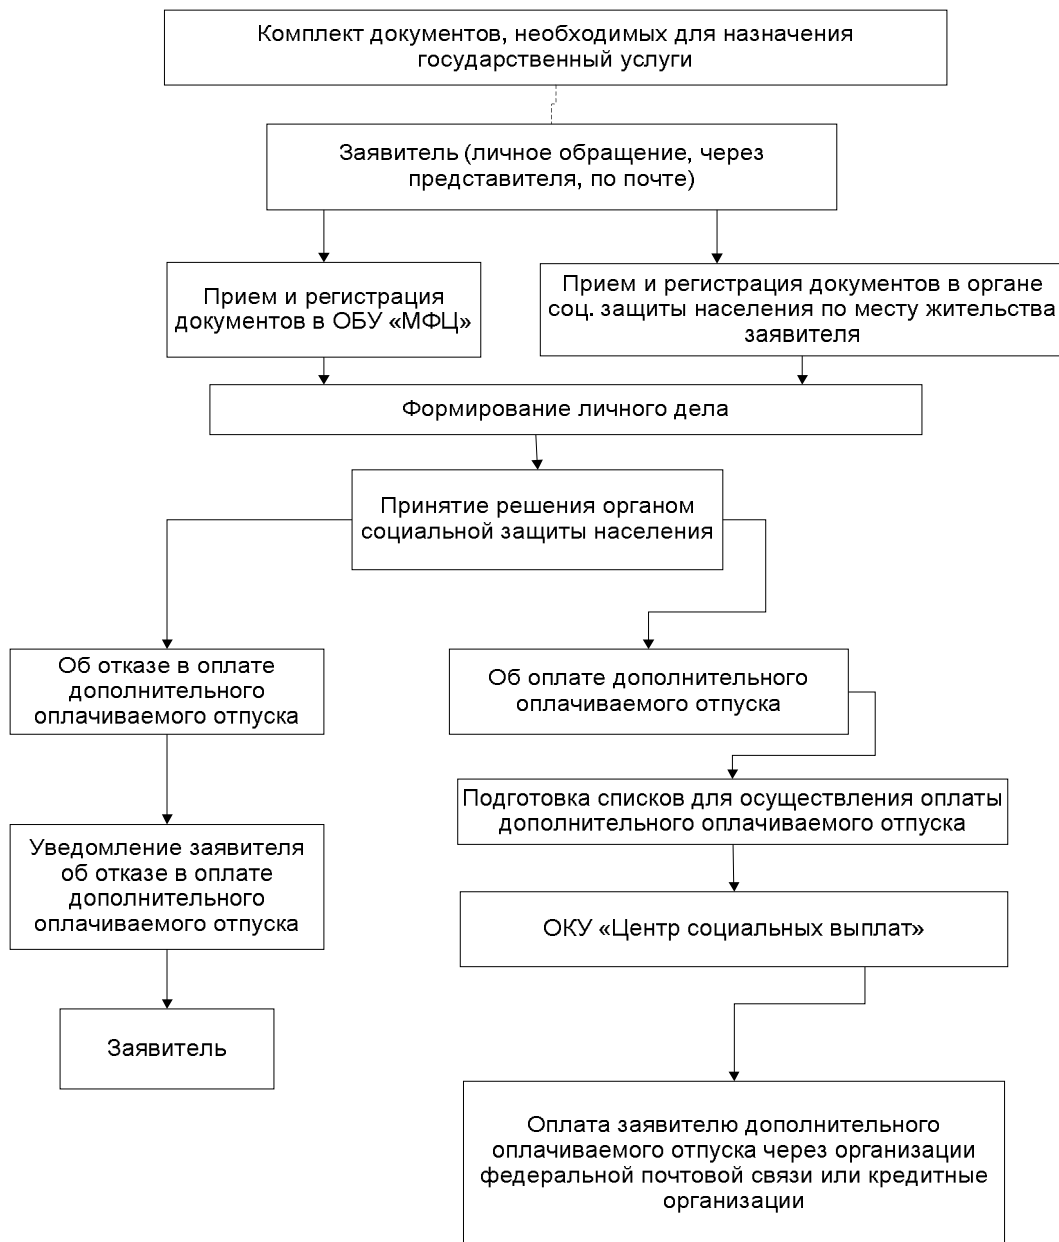 Комплект документов, необходимых для назначения
государственный услуги
Заявитель (личное обращение, через
представителя, по почте)
Прием и регистрация
документов в ОБУ «МФЦ»
Прием и регистрация документов в органе
соц. защиты населения по месту жительства
заявителя
Формирование личного дела
Принятие решения органом
социальной защиты населения
Об отказе в оплате
дополнительного
оплачиваемого отпуска
Об оплате дополнительного
оплачиваемого отпуска
Подготовка списков для осуществления оплаты
дополнительного оплачиваемого отпуска
Уведомление заявителя
об отказе в оплате
дополнительного
оплачиваемого отпуска
ОКУ «Центр социальных выплат»
Заявитель
Оплата заявителю дополнительного
оплачиваемого отпуска через организации
федеральной почтовой связи или кредитные
организации